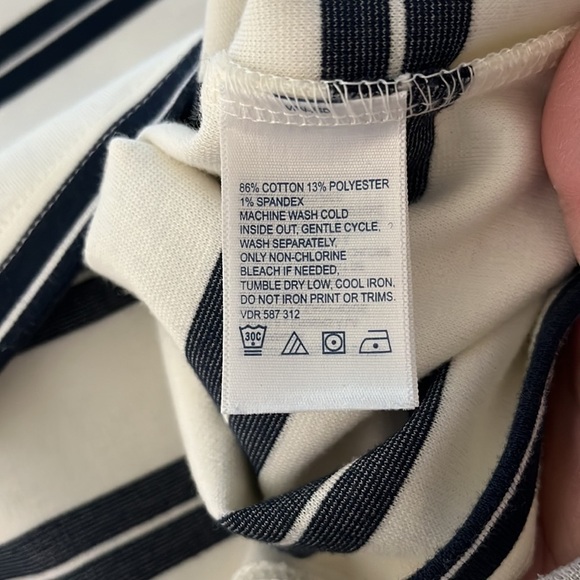 86% COTTON 13% POLYESTER
1% SPANDEX
MACHINE WASH COLD
INSIDE OUT, GENTLE CYCLE,
WASH SEPARATELY,
ONLY NON-CHLORINE
BLEACH IF NEEDED,
TUMBLE DRY LOW, COOL IRON,
DO NOT IRON PRINT OR TRIMS.
VDR 587 312
30C